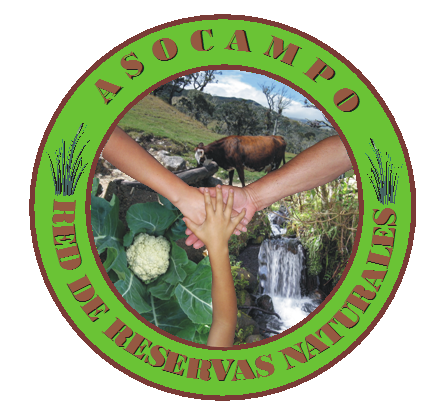 ASOCAMPO
RED DE RESERVAS NATURALES